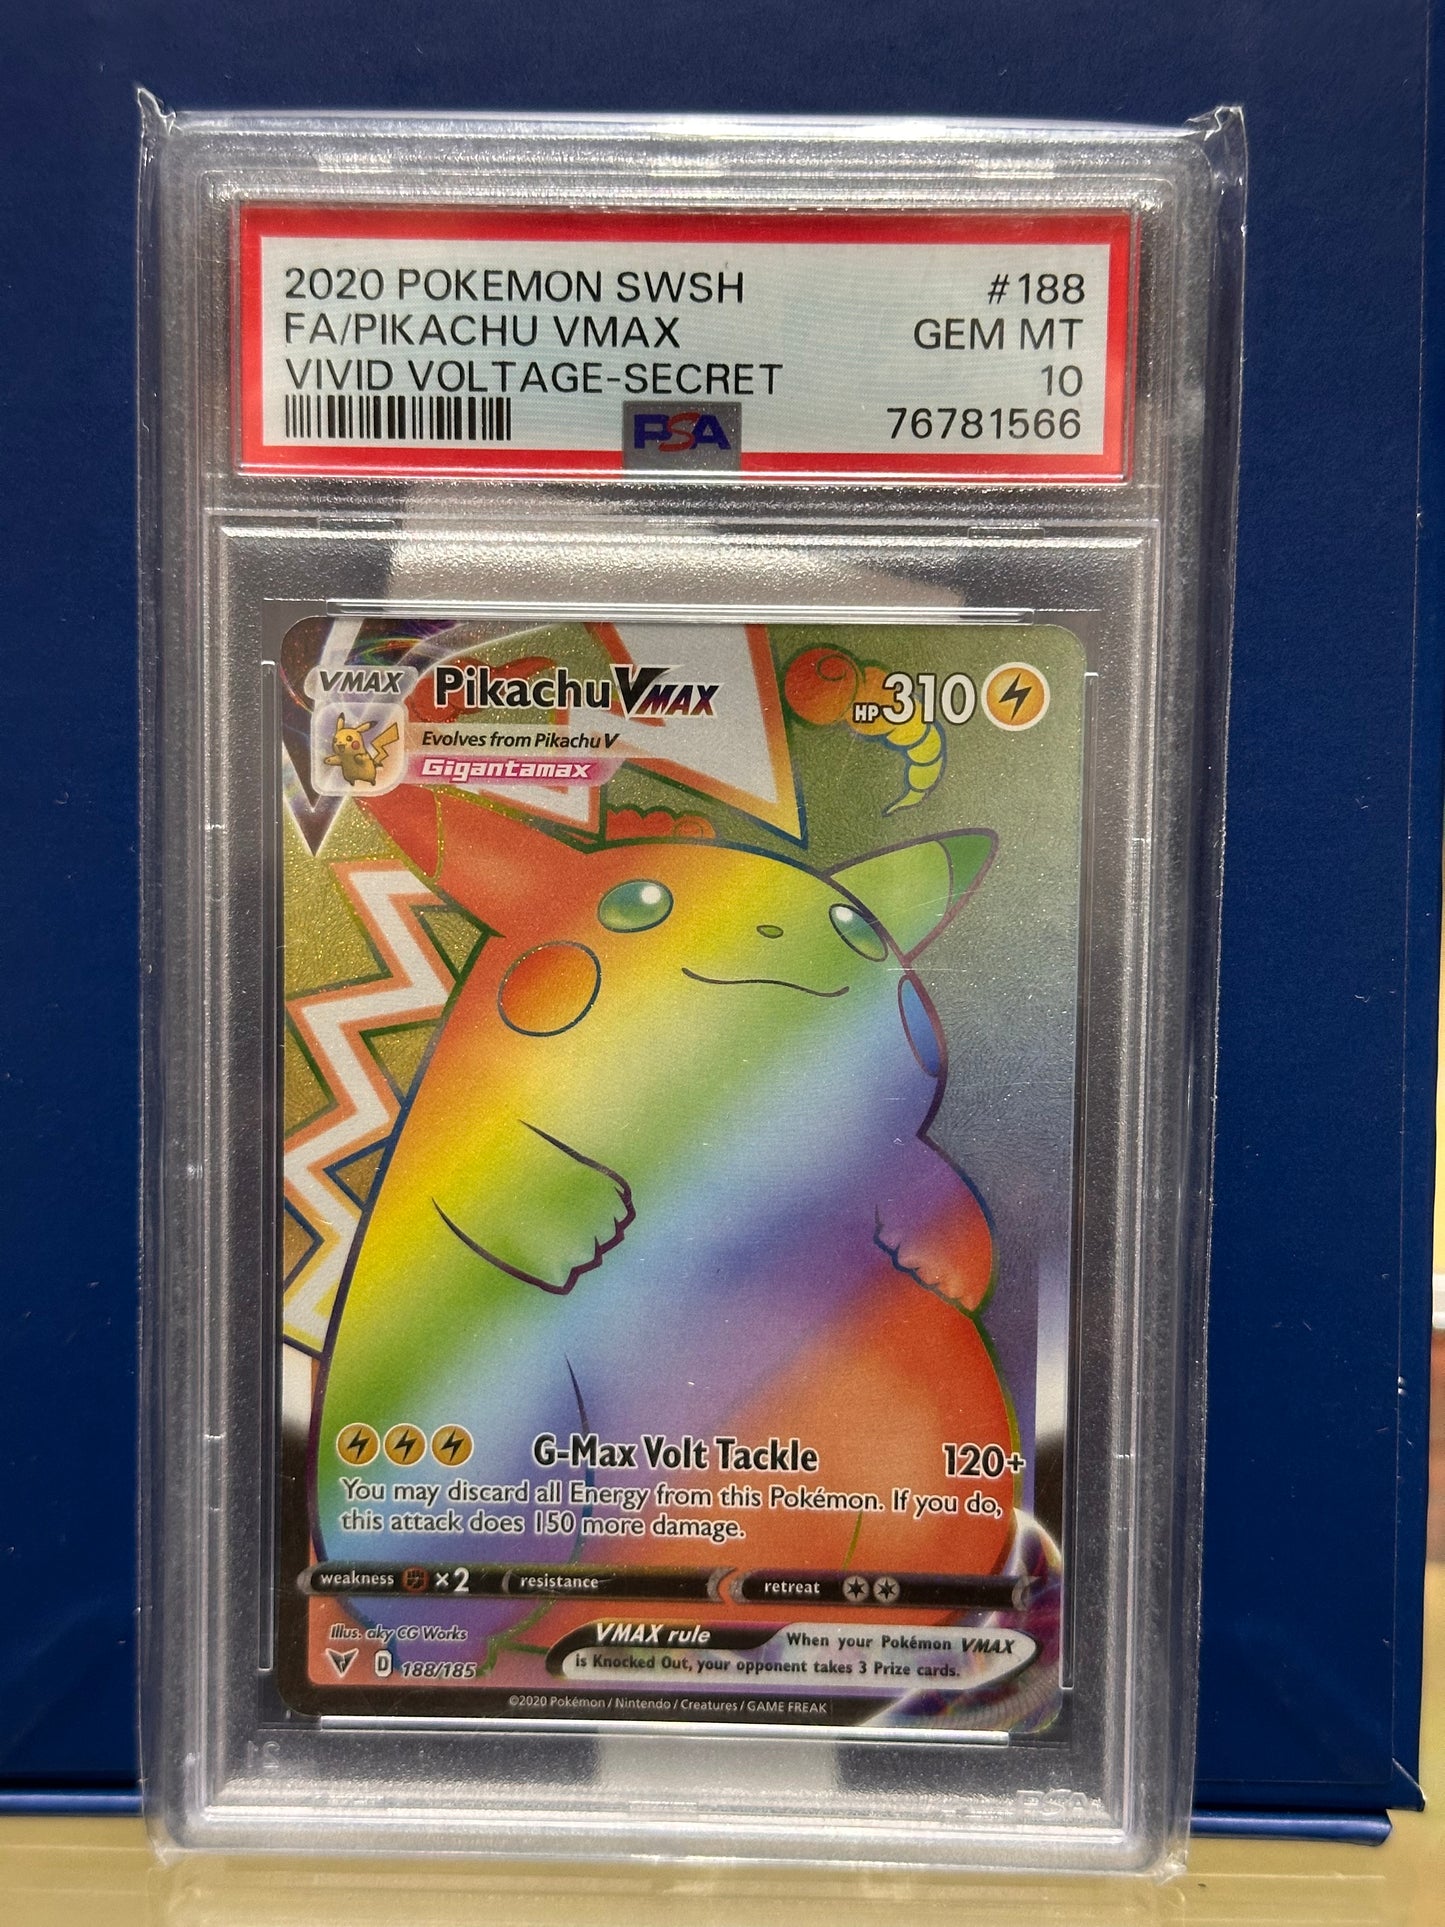 2020 POKEMON SWSH #188
FA/PIKACHU VMAX GEM MT
VIVID VOLTAGE-SECRET 10
PSA 76781566
VMAX Pikachu VMAX HP 310
Evolves from Pikachu V
Gigantamax
G-Max Volt Tackle 120+
You may discard all Energy from this Pokémon. If you do,
this attack does 150 more damage.
weakness ×2 resistance retreat
Illus. aky CG Works
VMAX rule When your Pokémon VMAX
is Knocked Out, your opponent takes 3 Prize cards.
D 188/185
©2020 Pokémon / Nintendo / Creatures / GAME FREAK
PSA